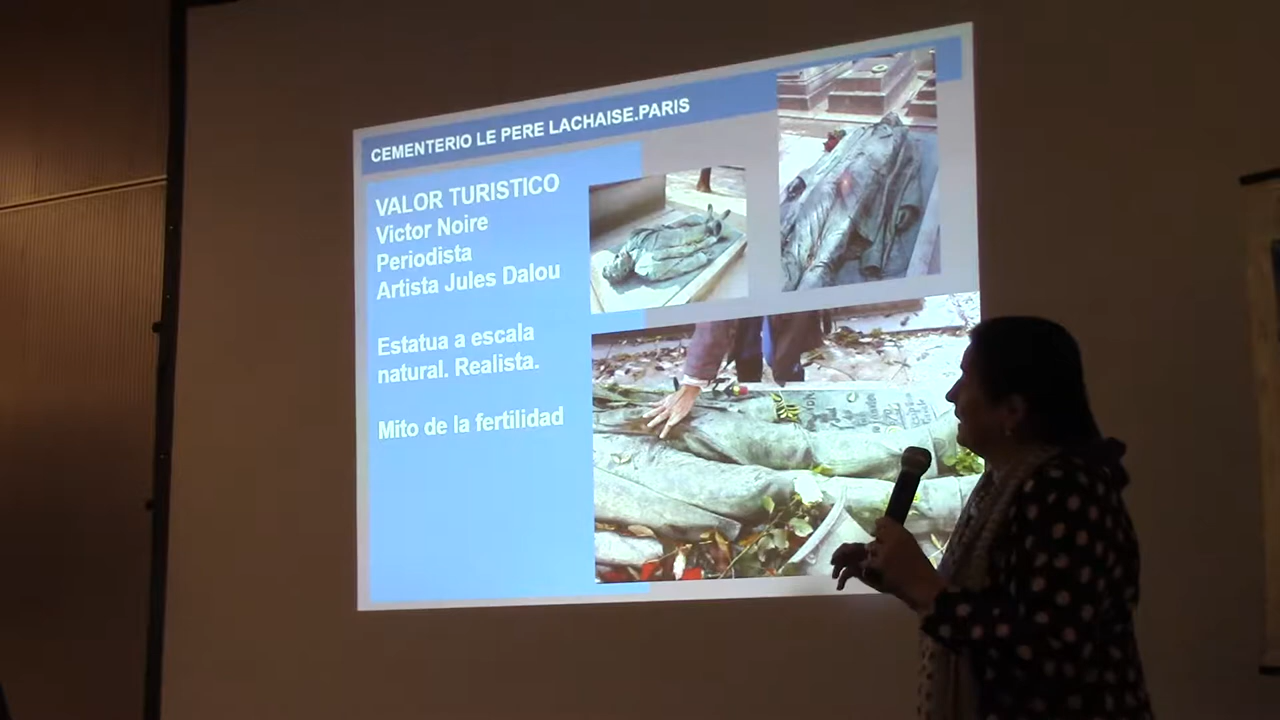 CEMENTERIO LE PERE LACHAISE.PARIS
VALOR TURISTICO
Victor Noire
Periodista
Artista Jules Dalou
Estatua a escala
natural. Realista.
Mito de la fertilidad